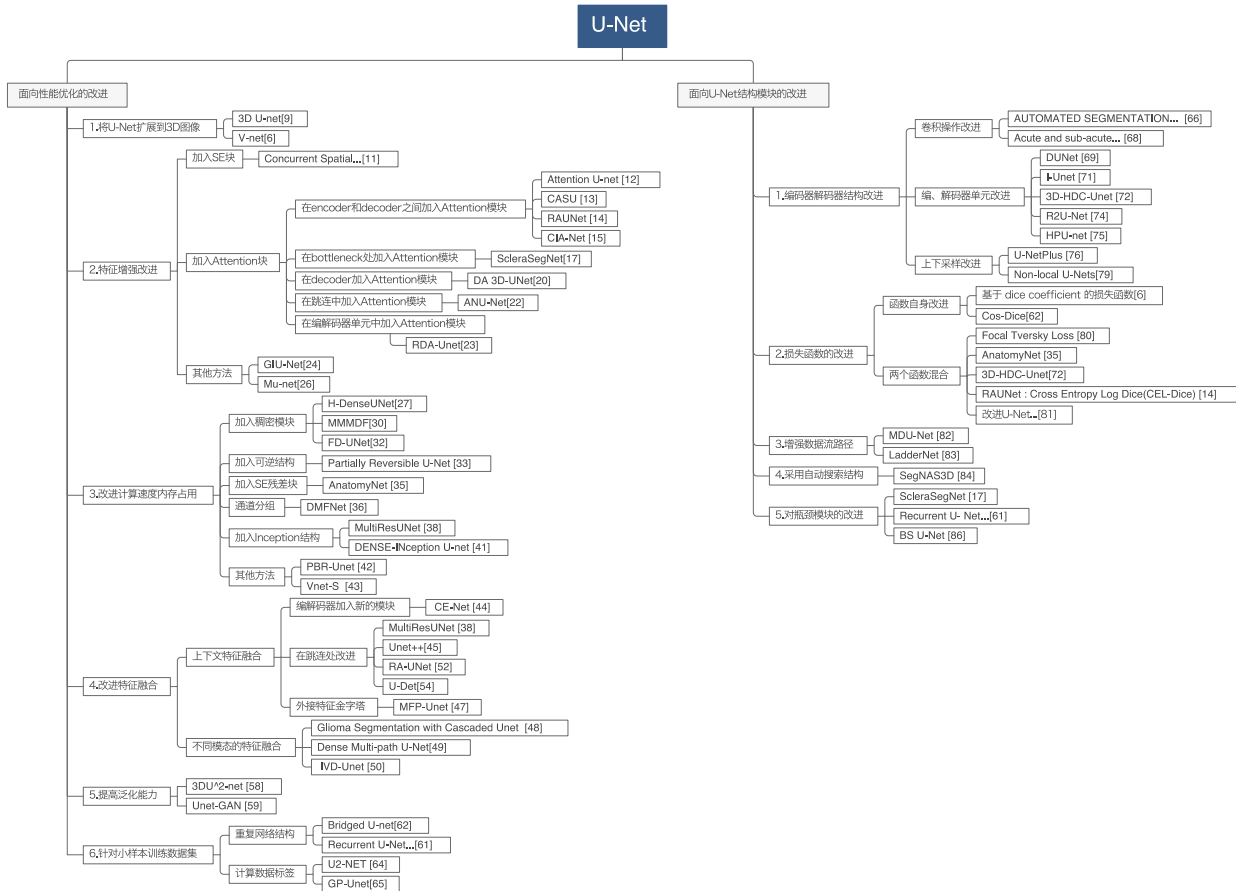 U-Net
面向性能优化的改进
1.将U-Net扩展到3D图像
3D U-net[9]
V-net[6]
2.特征增强改进
加入SE块
Concurrent Spatial...[11]
加入Attention块
在encoder和decoder之间加入Attention模块
Attention U-net [12]
CASU [13]
RAUNet [14]
CIA-Net [15]
在bottleneck处加入Attention模块
ScleraSegNet[17]
在decoder加入Attention模块
DA 3D-UNet[20]
在跳连中加入Attention模块
ANU-Net[22]
在编解码器单元中加入Attention模块
RDA-Unet[23]
其他方法
GIU-Net[24]
Mu-net[26]
3.改进计算速度内存占用
加入稠密模块
H-DenseUNet[27]
MMMDF[30]
FD-UNet[32]
加入可逆结构
Partially Reversible U-Net [33]
加入SE残差块
AnatomyNet [35]
通道分组
DMFNet [36]
加入Inception结构
MultiResUNet [38]
DENSE-INception U-net [41]
其他方法
PBR-Unet [42]
Vnet-S [43]
4.改进特征融合
上下文特征融合
编解码器加入新的模块
CE-Net [44]
在跳连处改进
MultiResUNet [38]
Unet++[45]
RA-UNet [52]
U-Det[54]
外接特征金字塔
MFP-Unet [47]
不同模态的特征融合
Glioma Segmentation with Cascaded Unet [48]
Dense Multi-path U-Net[49]
IVD-Unet [50]
5.提高泛化能力
3DU^2-net [58]
Unet-GAN [59]
6.针对小样本训练数据集
重复网络结构
Bridged U-net[62]
Recurrent U-Net...[61]
计算数据标签
U2-NET [64]
GP-Unet[65]
面向U-Net结构模块的改进
1.编码器解码器结构改进
卷积操作改进
AUTOMATED SEGMENTATION... [66]
Acute and sub-acute... [68]
编、解码器单元改进
DUNet [69]
I-Unet [71]
3D-HDC-Unet [72]
R2U-Net [74]
HPU-net [75]
上下采样改进
U-NetPlus [76]
Non-local U-Nets[79]
2.损失函数的改进
函数自身改进
基于 dice coefficient 的损失函数[6]
Cos-Dice[62]
两个函数混合
Focal Tversky Loss [80]
AnatomyNet [35]
3D-HDC-Unet[72]
RAUNet : Cross Entropy Log Dice(CEL-Dice) [14]
改进U-Net...[81]
3.增强数据流路径
MDU-Net [82]
LadderNet [83]
4.采用自动搜索结构
SegNAS3D [84]
5.对瓶颈模块的改进
ScleraSegNet [17]
Recurrent U- Net...[61]
BS U-Net [86]